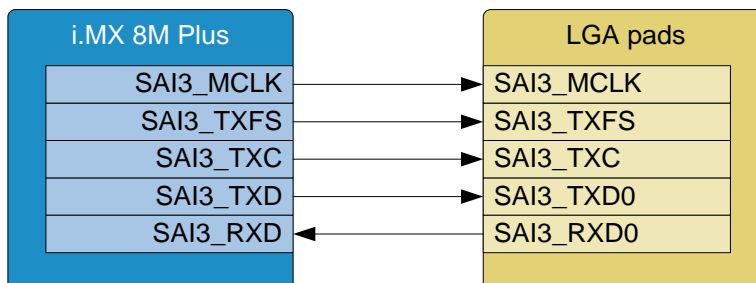 i.MX 8M Plus
LGA pads
SAI3_MCLK
SAI3_MCLK
SAI3_TXFS
SAI3_TXFS
SAI3_TXC
SAI3_TXC
SAI3_TXD
SAI3_TXD0
SAI3_RXD
SAI3_RXD0